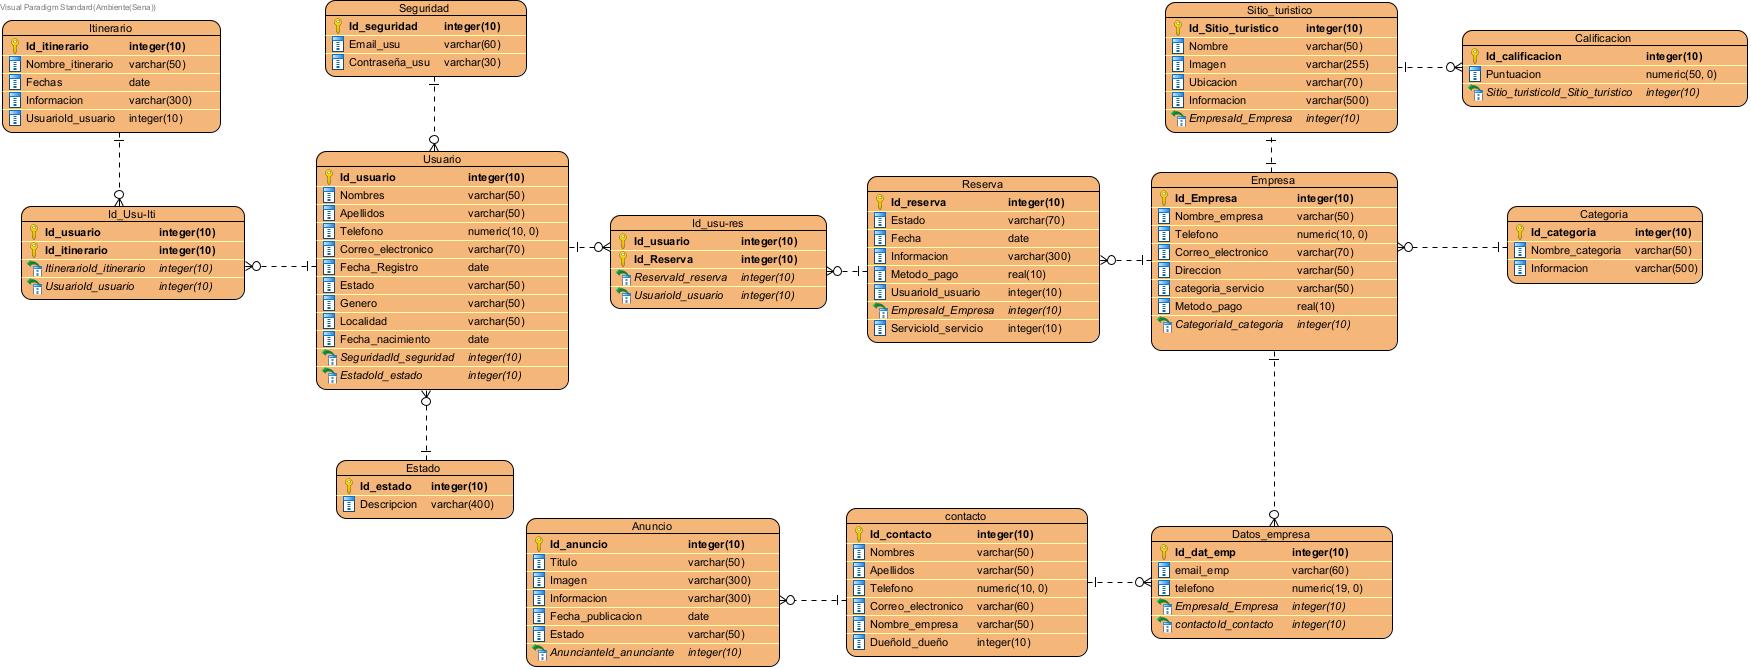 Visual Paradigm Standard(Ambiente(Sena))
Itinerario
Id_itinerario integer(10)
Nombre_itinerario varchar(50)
Fechas date
Informacion varchar(300)
UsuarioId_usuario integer(10)
Seguridad
Id_seguridad integer(10)
Email_usu varchar(60)
Contraseña_usu varchar(30)
Sitio_turistico
Id_Sitio_turistico integer(10)
Nombre varchar(50)
Imagen varchar(255)
Ubicacion varchar(70)
Informacion varchar(500)
EmpresaId_Empresa integer(10)
Calificacion
Id_calificacion integer(10)
Puntuacion numeric(50, 0)
Sitio_turisticoId_Sitio_turistico integer(10)
Id_Usu-Iti
Id_usuario integer(10)
Id_itinerario integer(10)
ItinerarioId_itinerario integer(10)
UsuarioId_usuario integer(10)
Usuario
Id_usuario integer(10)
Nombres varchar(50)
Apellidos varchar(50)
Telefono numeric(10, 0)
Correo_electronico varchar(70)
Fecha_Registro date
Estado varchar(50)
Genero varchar(50)
Localidad varchar(50)
Fecha_nacimiento date
SeguridadId_seguridad integer(10)
EstadoId_estado integer(10)
Id_usu-res
Id_usuario integer(10)
Id_Reserva integer(10)
ReservaId_reserva integer(10)
UsuarioId_usuario integer(10)
Reserva
Id_reserva integer(10)
Estado varchar(70)
Fecha date
Informacion varchar(300)
Metodo_pago real(10)
UsuarioId_usuario integer(10)
EmpresaId_Empresa integer(10)
ServicioId_servicio integer(10)
Empresa
Id_Empresa integer(10)
Nombre_empresa varchar(50)
Telefono numeric(10, 0)
Correo_electronico varchar(70)
Direccion varchar(50)
categoria_servicio varchar(50)
Metodo_pago real(10)
CategoriaId_categoria integer(10)
Categoria
Id_categoria integer(10)
Nombre_categoria varchar(50)
Informacion varchar(500)
Estado
Id_estado integer(10)
Descripcion varchar(400)
Anuncio
Id_anuncio integer(10)
Titulo varchar(50)
Imagen varchar(300)
Informacion varchar(300)
Fecha_publicacion date
Estado varchar(50)
AnuncianteId_anunciante integer(10)
contacto
Id_contacto integer(10)
Nombres varchar(50)
Apellidos varchar(50)
Telefono numeric(10, 0)
Correo_electronico varchar(60)
Nombre_empresa varchar(50)
DueñoId_dueño integer(10)
Datos_empresa
Id_dat_emp integer(10)
email_emp varchar(60)
telefono numeric(19, 0)
EmpresaId_Empresa integer(10)
contactoId_contacto integer(10)